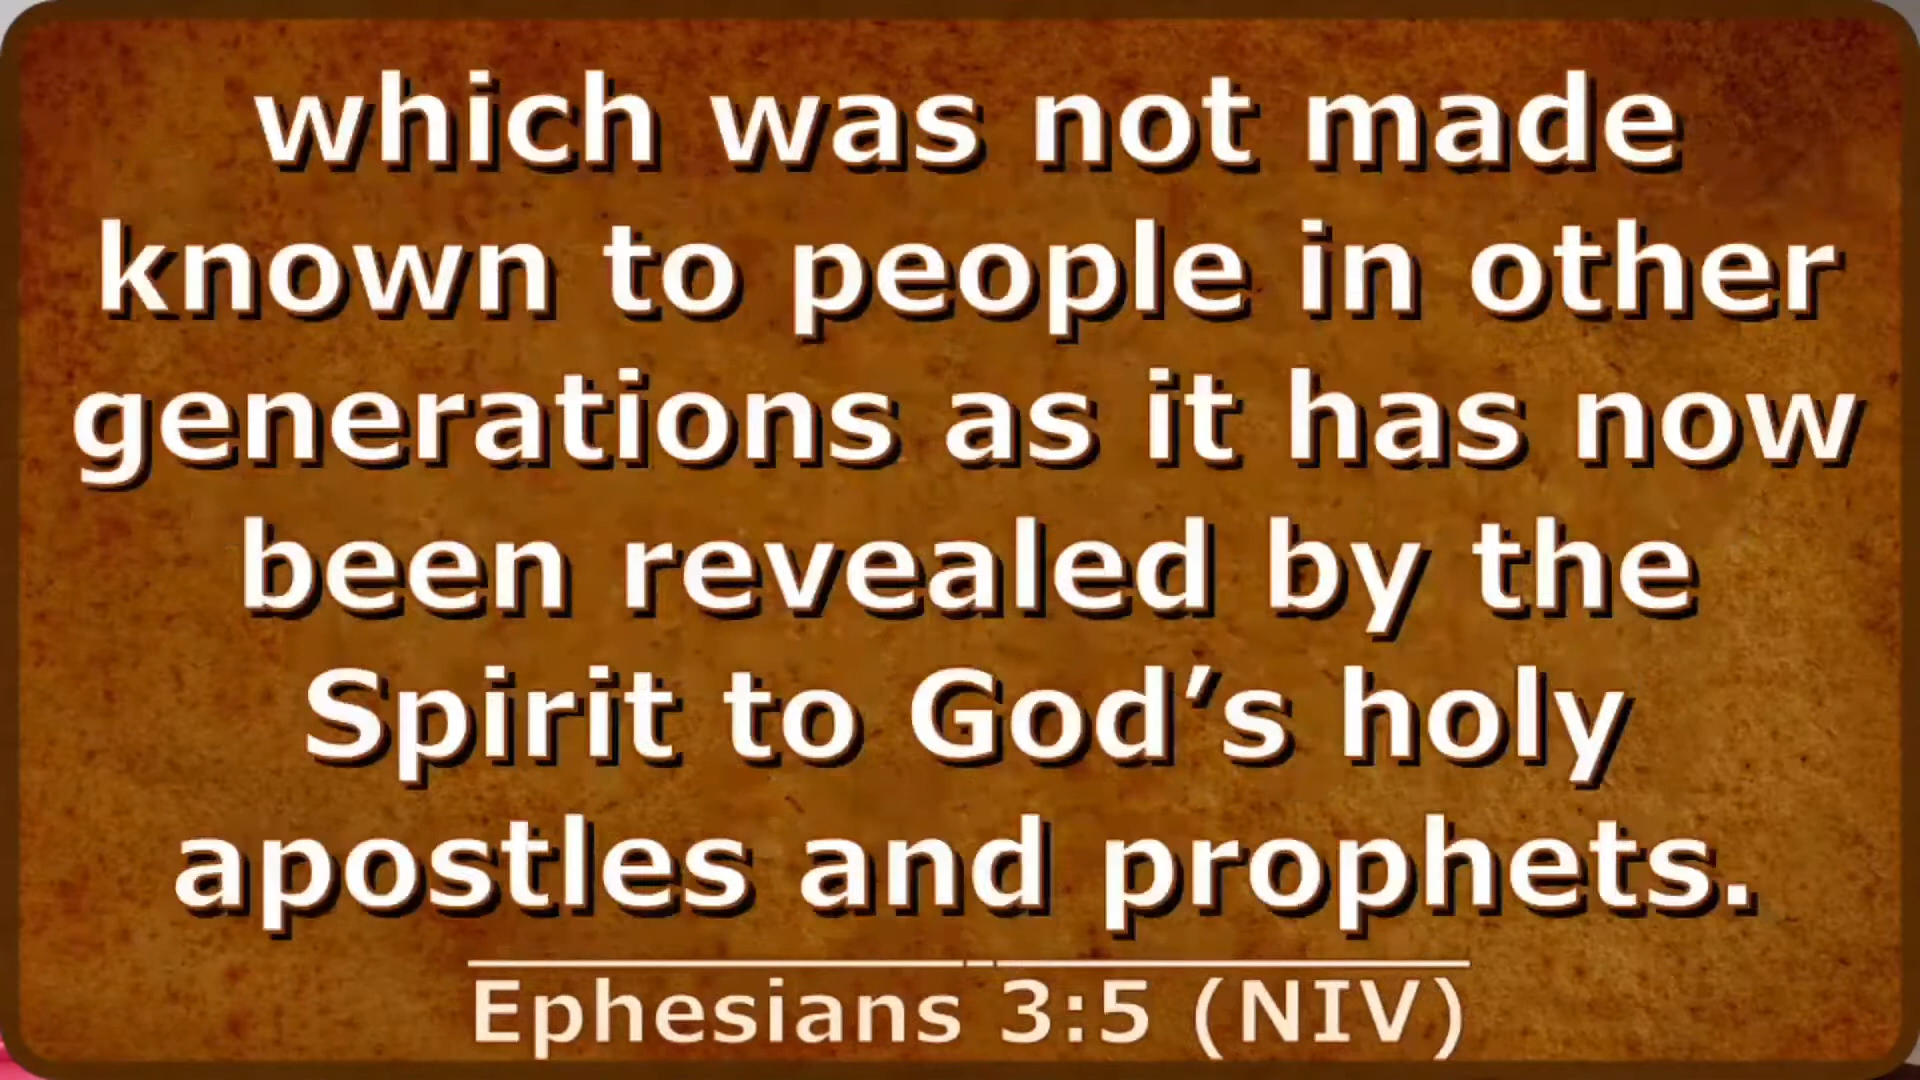 which was not made
known to people in other
generations as it has now
been revealed by the
Spirit to God’s holy
apostles and prophets.
Ephesians 3:5 (NIV)